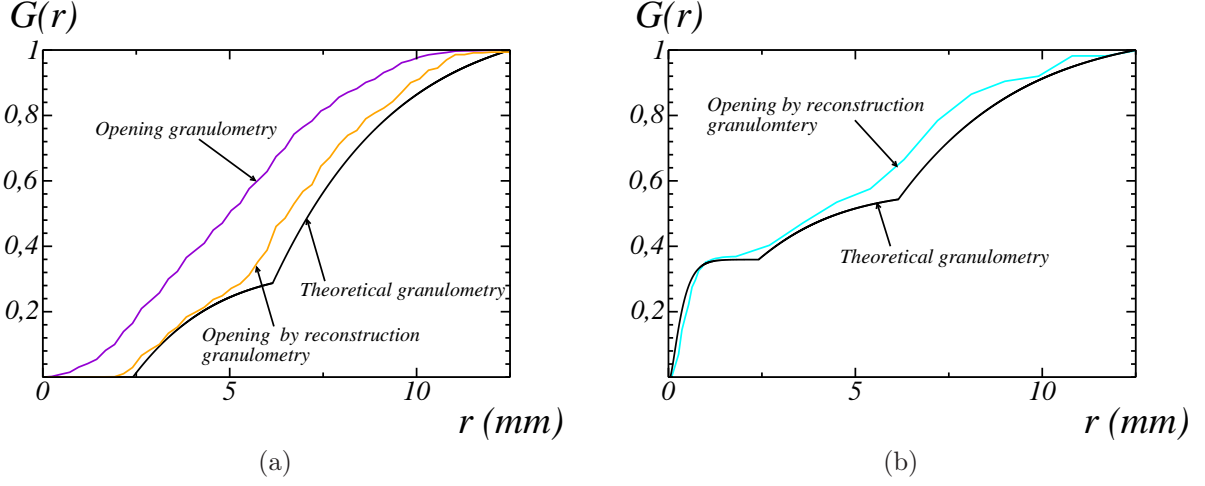 G(r)
1
0,8
0,6
0,4
0,2
0
5
10
Opening granulometry
Theoretical granulometry
Opening by reconstruction
granulometry
r (mm)
(a)
G(r)
1
0,8
0,6
0,4
0,2
0
5
10
Opening by reconstruction
granulomtery
Theoretical granulometry
r (mm)
(b)